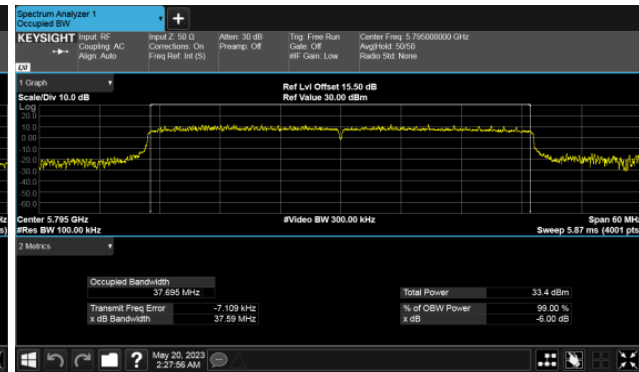 Spectrum Analyzer 1
Occupied BW
+
KEYSIGHT
Input: RF
Coupling: AC
Align: Auto
Input Z: 50 Ω
Corrections: On
Freq Ref: Int (S)
Atten: 30 dB
Preamp: Off
Trig: Free Run
Gate: Off
#IF Gain: Low
Center Freq: 5.795000000 GHz
Avg|Hold: 50/50
Radio Std: None
LXI
1 Graph
Scale/Div 10.0 dB
Ref Lvl Offset 15.50 dB
Ref Value 30.00 dBm
Log
20.0
10.0
0.00
-10.0
-20.0
-30.0
-40.0
-50.0
-60.0
Hz
s)
Center 5.795 GHz
#Res BW 100.00 kHz
#Video BW 300.00 kHz
Span 60 MHz
Sweep 5.87 ms (4001 pts
2 Metrics
Occupied Bandwidth
37.695 MHz
Transmit Freq Error -7.109 kHz
x dB Bandwidth 37.59 MHz
Total Power 33.4 dBm
% of OBW Power 99.00 %
x dB -6.00 dB
?
May 20, 2023
2:27:56 AM